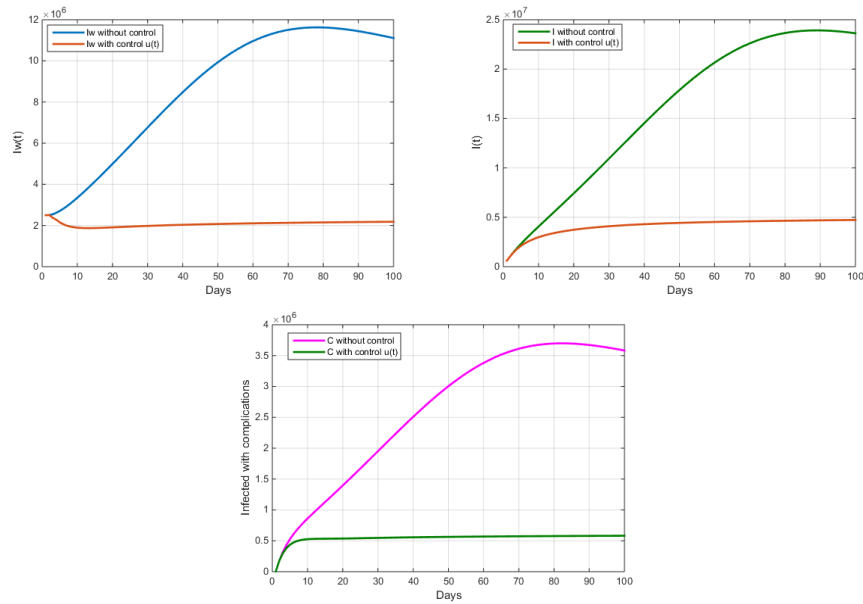 ×10⁶
12
10
8
6
4
2
0
Iw(t)
Iw without control
Iw with control u(t)
0 10 20 30 40 50 60 70 80 90 100
Days
×10⁷
2.5
2
1.5
1
0.5
0
I(t)
I without control
I with control u(t)
0 10 20 30 40 50 60 70 80 90 100
Days
×10⁶
4
3.5
3
2.5
2
1.5
1
0.5
0
Infected with complications
C without control
C with control u(t)
0 10 20 30 40 50 60 70 80 90 100
Days